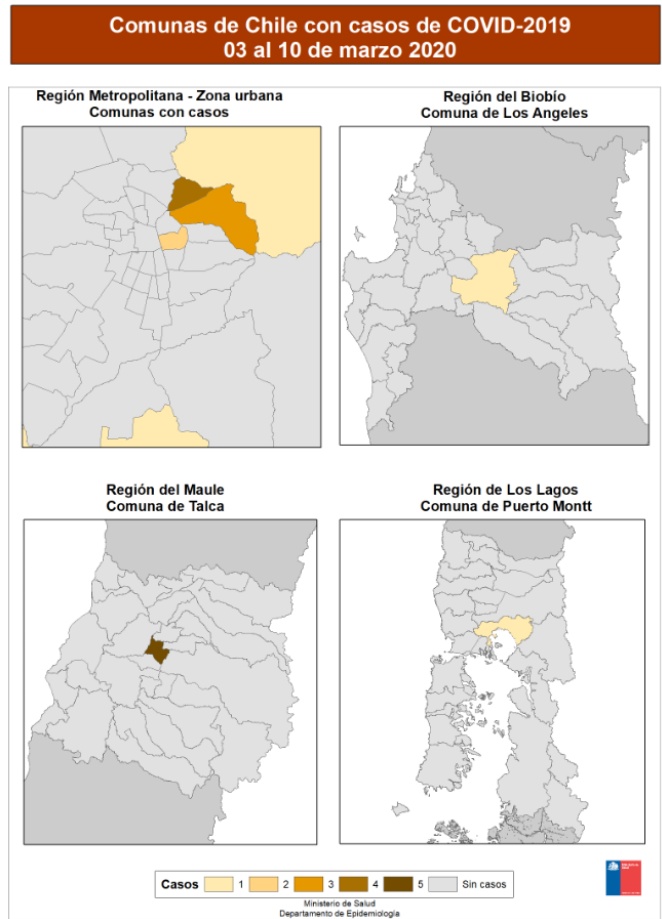 Comunas de Chile con casos de COVID-2019
03 al 10 de marzo 2020
Región Metropolitana - Zona urbana
Comunas con casos
Región del Biobío
Comuna de Los Angeles
Región del Maule
Comuna de Talca
Región de Los Lagos
Comuna de Puerto Montt
Casos 1 2 3 4 5 Sin casos
Ministerio de Salud
Departamento de Epidemiología